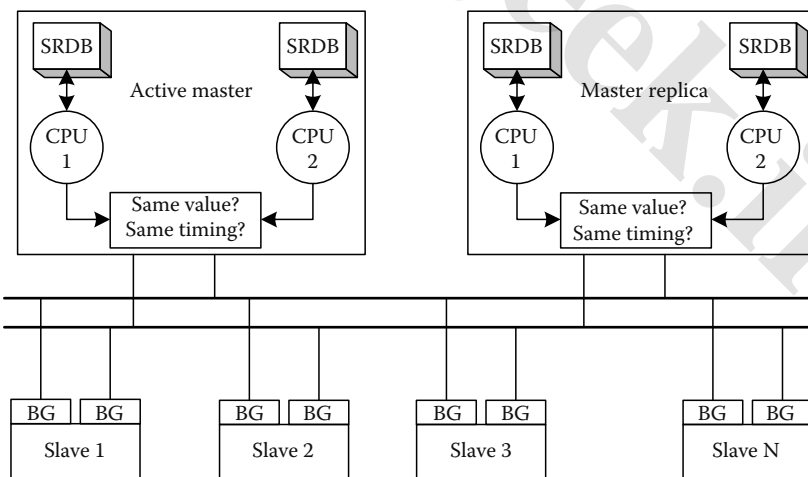 SRDB SRDB
Active master
CPU 1 CPU 2
Same value?
Same timing?
SRDB SRDB
Master replica
CPU 1 CPU 2
Same value?
Same timing?
BG BG
Slave 1
BG BG
Slave 2
BG BG
Slave 3
BG BG
Slave N